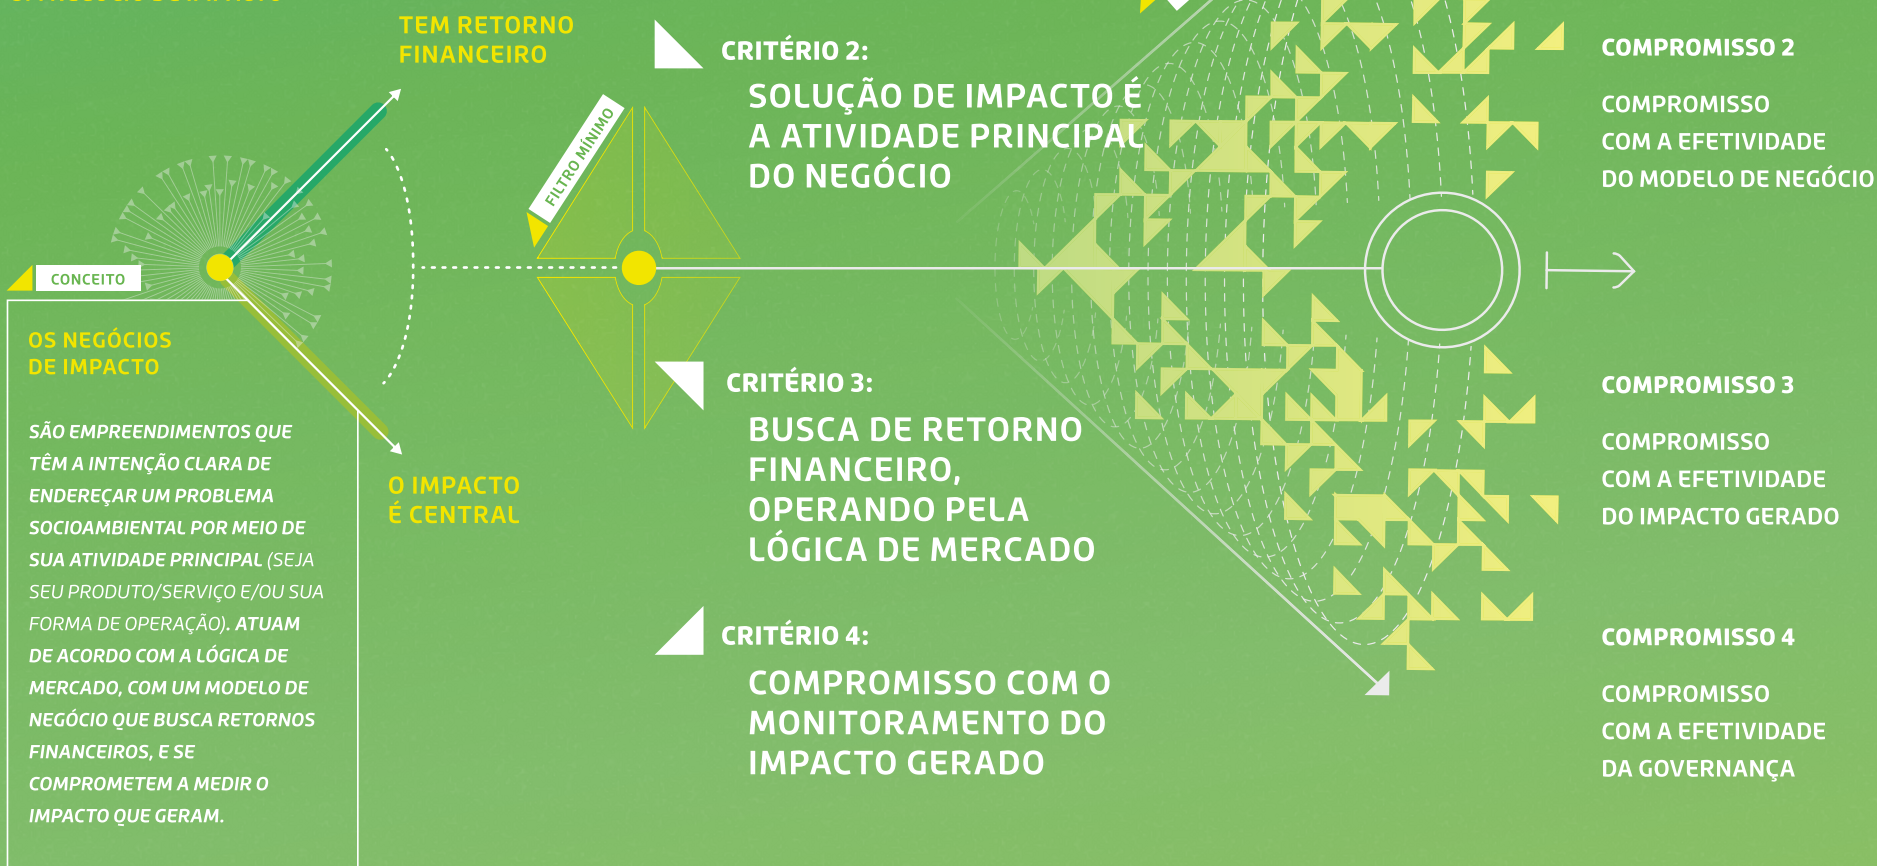 TEM RETORNO
FINANCEIRO
FILTRO MÍNIMO
CONCEITO
OS NEGÓCIOS
DE IMPACTO
SÃO EMPREENDIMENTOS QUE
TÊM A INTENÇÃO CLARA DE
ENDEREÇAR UM PROBLEMA
SOCIOAMBIENTAL POR MEIO DE
SUA ATIVIDADE PRINCIPAL (SEJA
SEU PRODUTO/SERVIÇO E/OU SUA
FORMA DE OPERAÇÃO). ATUAM
DE ACORDO COM A LÓGICA DE
MERCADO, COM UM MODELO DE
NEGÓCIO QUE BUSCA RETORNOS
FINANCEIROS, E SE
COMPROMETEM A MEDIR O
IMPACTO QUE GERAM.
O IMPACTO
É CENTRAL
CRITÉRIO 2:
SOLUÇÃO DE IMPACTO É
A ATIVIDADE PRINCIPAL
DO NEGÓCIO
CRITÉRIO 3:
BUSCA DE RETORNO
FINANCEIRO,
OPERANDO PELA
LÓGICA DE MERCADO
CRITÉRIO 4:
COMPROMISSO COM O
MONITORAMENTO DO
IMPACTO GERADO
COMPROMISSO 2
COMPROMISSO
COM A EFETIVIDADE
DO MODELO DE NEGÓCIO
COMPROMISSO 3
COMPROMISSO
COM A EFETIVIDADE
DO IMPACTO GERADO
COMPROMISSO 4
COMPROMISSO
COM A EFETIVIDADE
DA GOVERNANÇA